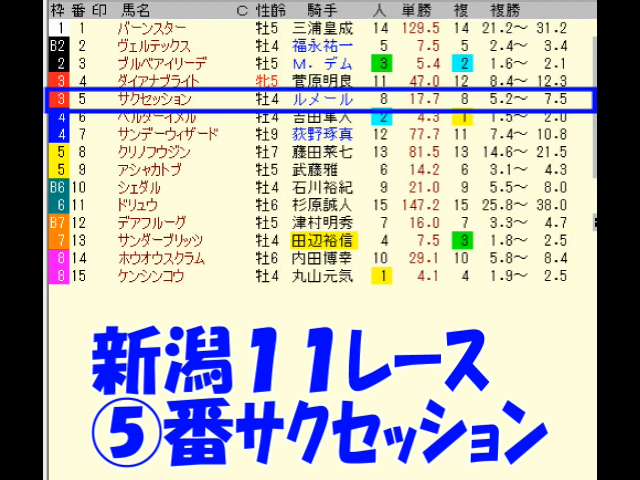 枠 番 印 馬名 C 性齢 騎手 人 単勝 複 複勝
1 1 バーンスター 牡5 三浦皇成 14 129.5 14 21.2～ 31.2
B2 2 ヴェルテックス 牡5 福永祐一 5 7.5 5 2.4～ 3.4
2 3 ブルベアイリーデ 牡5 M．デム 3 5.4 2 1.6～ 2.1
3 4 ダイアナブライト 牝5 菅原明良 11 47.0 12 8.4～ 12.3
3 5 サクセッション 牡4 ルメール 8 17.7 8 5.2～ 7.5
4 6 ベルダーイメル 牡4 吉田隼人 2 4.3 1 1.5～ 2.0
4 7 サンデーウィザード 牡9 荻野琢真 12 77.7 11 7.4～ 10.8
5 8 クリノフウジン 牡7 藤田菜七 13 81.5 13 14.6～ 21.5
5 9 アシャカトブ 牡5 武藤雅 6 14.2 6 3.1～ 4.3
B6 10 シェダル 牡4 石川裕紀 9 21.0 9 5.5～ 8.0
6 11 ドリュウ 牡6 杉原誠人 15 147.2 15 25.8～ 38.0
B7 12 デアフルーグ 牡5 津村明秀 7 16.0 7 3.3～ 4.7
7 13 サンダーブリッツ 牡4 田辺裕信 4 7.5 3 1.8～ 2.5
8 14 ホウオウスクラム 牡6 内田博幸 10 29.1 10 5.8～ 8.4
8 15 ケンシンコウ 牡4 丸山元気 1 4.1 4 1.9～ 2.5
新潟11レース
⑤番サクセッション